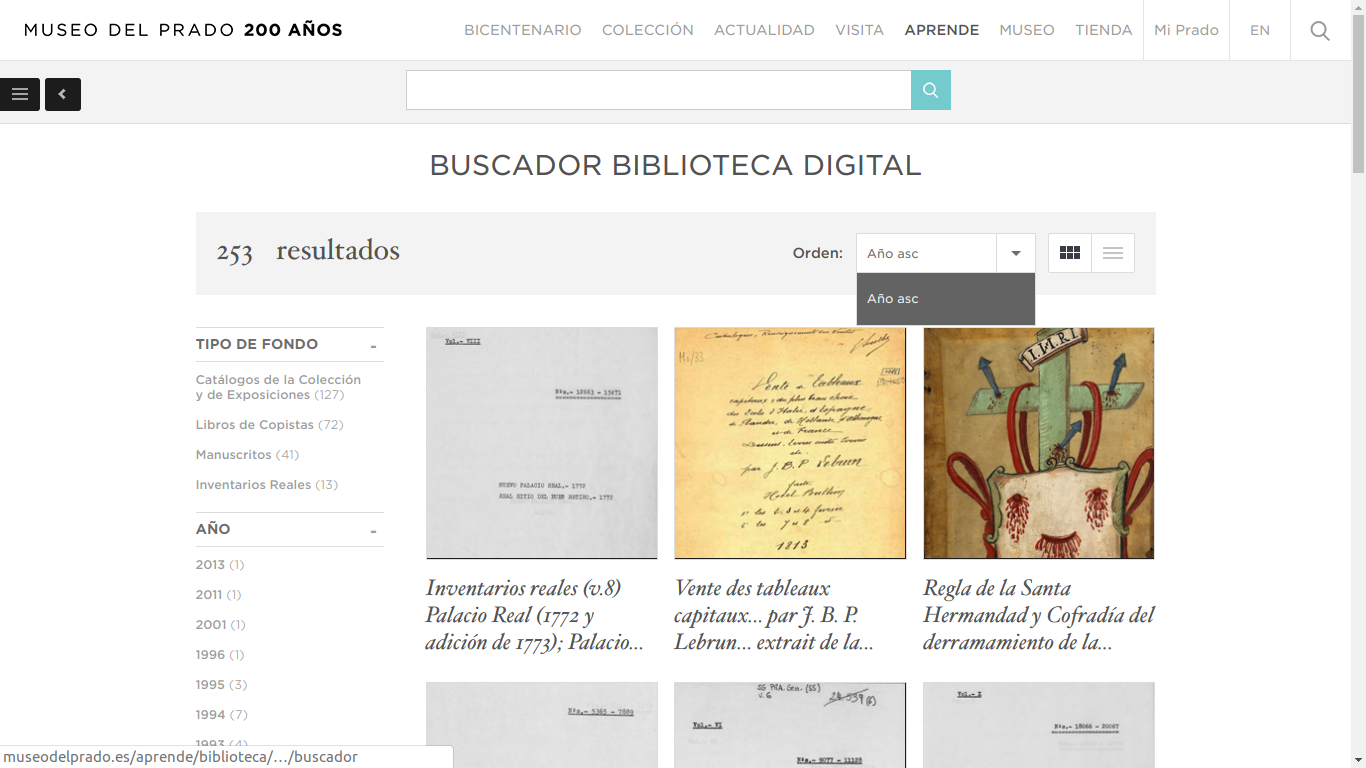 MUSEO DEL PRADO 200 AÑOS
BICENTENARIO COLECCIÓN ACTUALIDAD VISITA APRENDE MUSEO TIENDA Mi Prado EN
BUSCADOR BIBLIOTECA DIGITAL
253 resultados
Orden: Año asc
Año asc
TIPO DE FONDO -
Catálogos de la Colección
y de Exposiciones (127)
Libros de Copistas (72)
Manuscritos (41)
Inventarios Reales (13)
AÑO -
2013 (1)
2011 (1)
2001 (1)
1996 (1)
1995 (3)
1994 (7)
1993 (4)
Vol.- VIII
NUEVO PALACIO REAL.- 1772
REAL SITIO DEL BUEN RETIRO.- 1772
Inventarios reales (v.8)
Palacio Real (1772 y
adición de 1773); Palacio...
Mo/33
Vente de Tableaux
capitaux
par J. B. P. Lebrun
1813
Vente des tableaux
capitaux... par J. B. P.
Lebrun... extrait de la...
I.N.R.I
Regla de la Santa
Hermandad y Cofradía del
derramamiento de la...
Nºs.- 5365 - 7889
Vol.- VI
Nºs.- 9077 - 11128
Vol.- I
Nºs.- 18066 - 20067
museodelprado.es/aprende/biblioteca/.../buscador